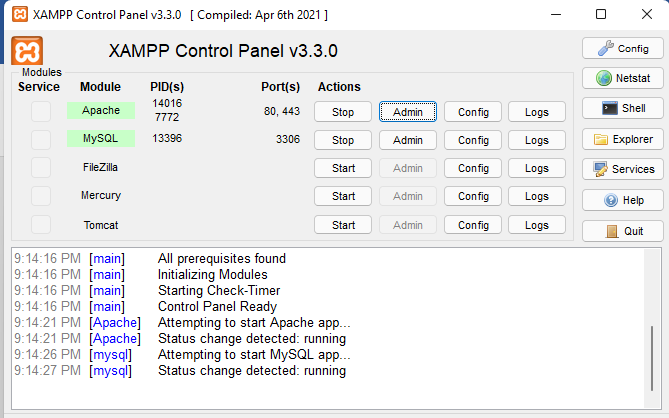 XAMPP Control Panel v3.3.0 [ Compiled: Apr 6th 2021 ]
XAMPP Control Panel v3.3.0
Config
Modules
Service Module PID(s) Port(s) Actions
Apache 14016 7772 80, 443 Stop Admin Config Logs
Netstat
MySQL 13396 3306 Stop Admin Config Logs
Shell
FileZilla Start Admin Config Logs
Explorer
Mercury Start Admin Config Logs
Services
Tomcat Start Admin Config Logs
Help
Quit
9:14:16 PM [main] All prerequisites found
9:14:16 PM [main] Initializing Modules
9:14:16 PM [main] Starting Check-Timer
9:14:16 PM [main] Control Panel Ready
9:14:21 PM [Apache] Attempting to start Apache app...
9:14:21 PM [Apache] Status change detected: running
9:14:26 PM [mysql] Attempting to start MySQL app...
9:14:27 PM [mysql] Status change detected: running